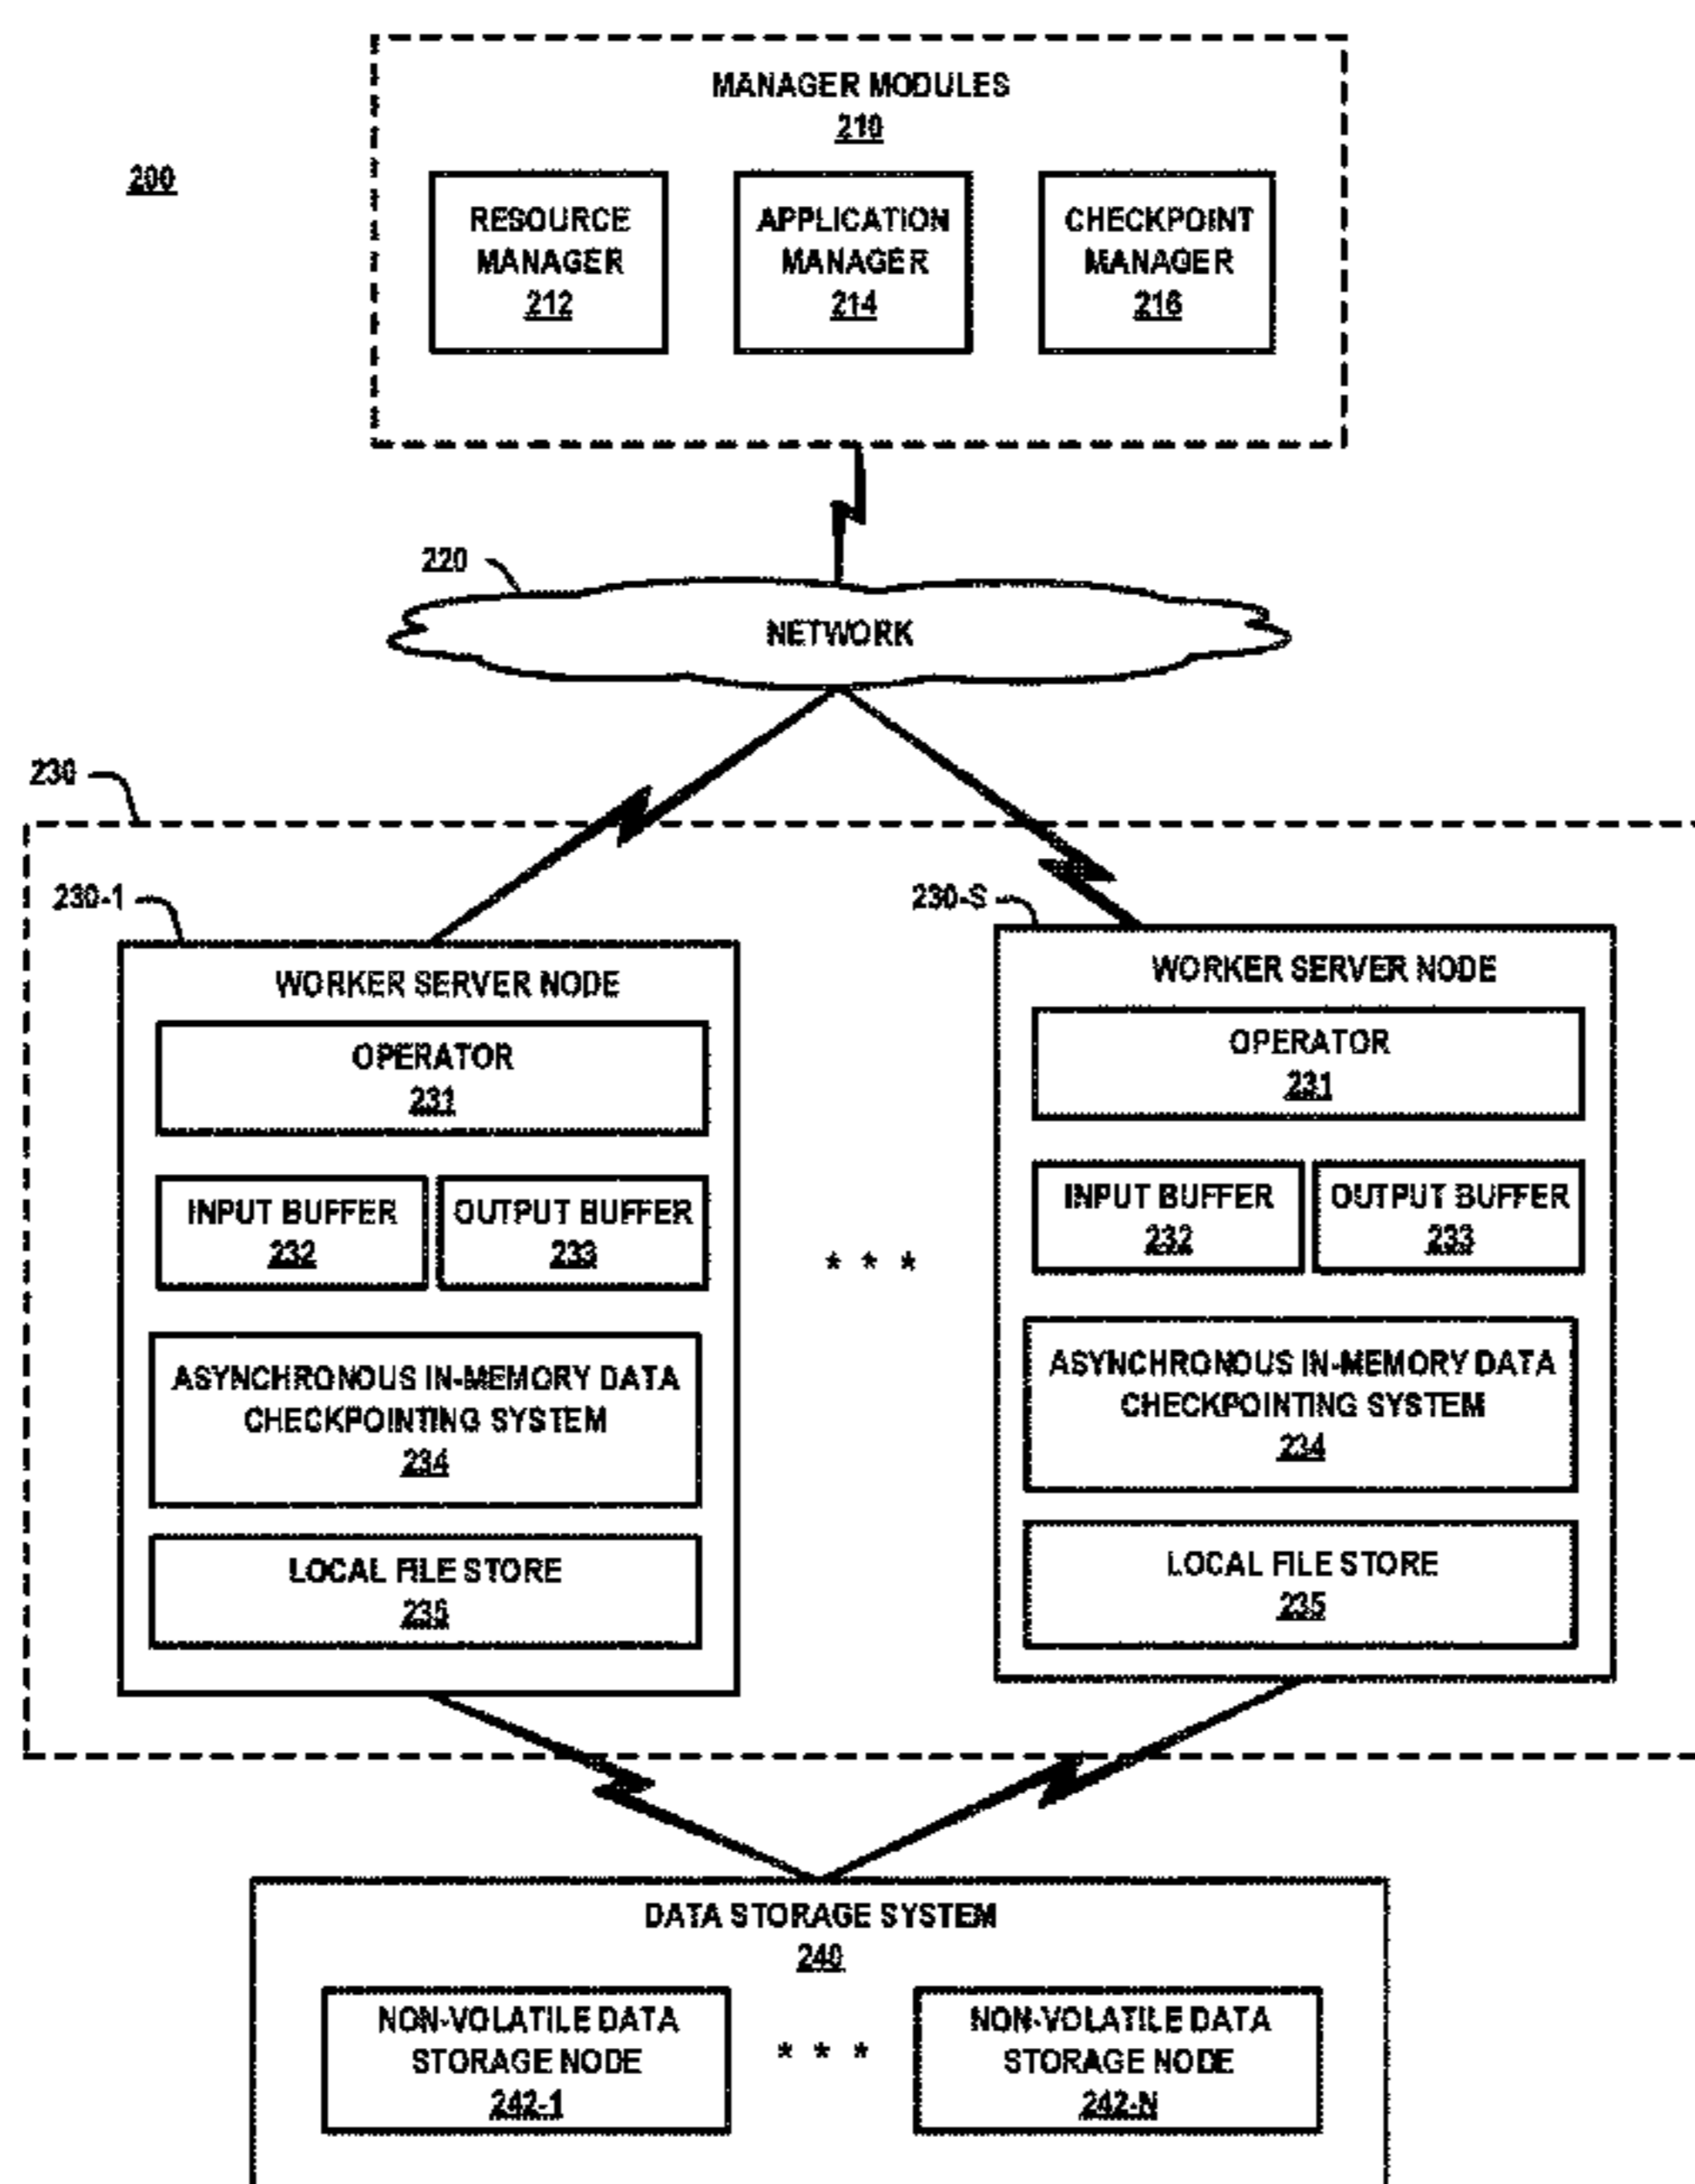 200
MANAGER MODULES
210
RESOURCE
MANAGER
212
APPLICATION
MANAGER
214
CHECKPOINT
MANAGER
216
220
NETWORK
230
230-1
WORKER SERVER NODE
OPERATOR
231
INPUT BUFFER
232
OUTPUT BUFFER
233
ASYNCHRONOUS IN-MEMORY DATA
CHECKPOINTING SYSTEM
234
LOCAL FILE STORE
235
* * *
230-S
WORKER SERVER NODE
OPERATOR
231
INPUT BUFFER
232
OUTPUT BUFFER
233
ASYNCHRONOUS IN-MEMORY DATA
CHECKPOINTING SYSTEM
234
LOCAL FILE STORE
235
DATA STORAGE SYSTEM
240
NON-VOLATILE DATA
STORAGE NODE
242-1
* * *
NON-VOLATILE DATA
STORAGE NODE
242-N